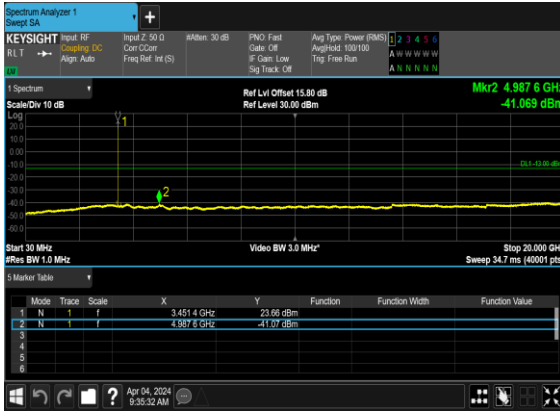 Spectrum Analyzer 1
Swept SA
+
KEYSIGHT Input: RF Input Z: 50 Ω #Atten: 30 dB PNO: Fast Avg Type: Power (RMS) 1 2 3 4 5 6
RLT Coupling: DC Corr CCorr Gate: Off Avg|Hold: 100/100 A W W W W W
Align: Auto Freq Ref: Int (S) IF Gain: Low Trig: Free Run
Sig Track: Off A N N N N N
1 Spectrum
Ref Lvl Offset 15.80 dB Mkr2 4.987 6 GHz
Scale/Div 10 dB Ref Level 30.00 dBm -41.069 dBm
Log
1
20.0
10.0
0.00
-10.0
DL1 -13.00 dBm
-20.0
-30.0
2
-40.0
-50.0
-60.0
Start 30 MHz Video BW 3.0 MHz* Stop 20.000 GHz
#Res BW 1.0 MHz Sweep 34.7 ms (40001 pts)
5 Marker Table
Mode Trace Scale X Y Function Function Width Function Value
1 N 1 f 3.451 4 GHz 23.66 dBm
2 N 1 f 4.987 6 GHz -41.07 dBm
3
4
5
6
? Apr 04, 2024
9:35:32 AM